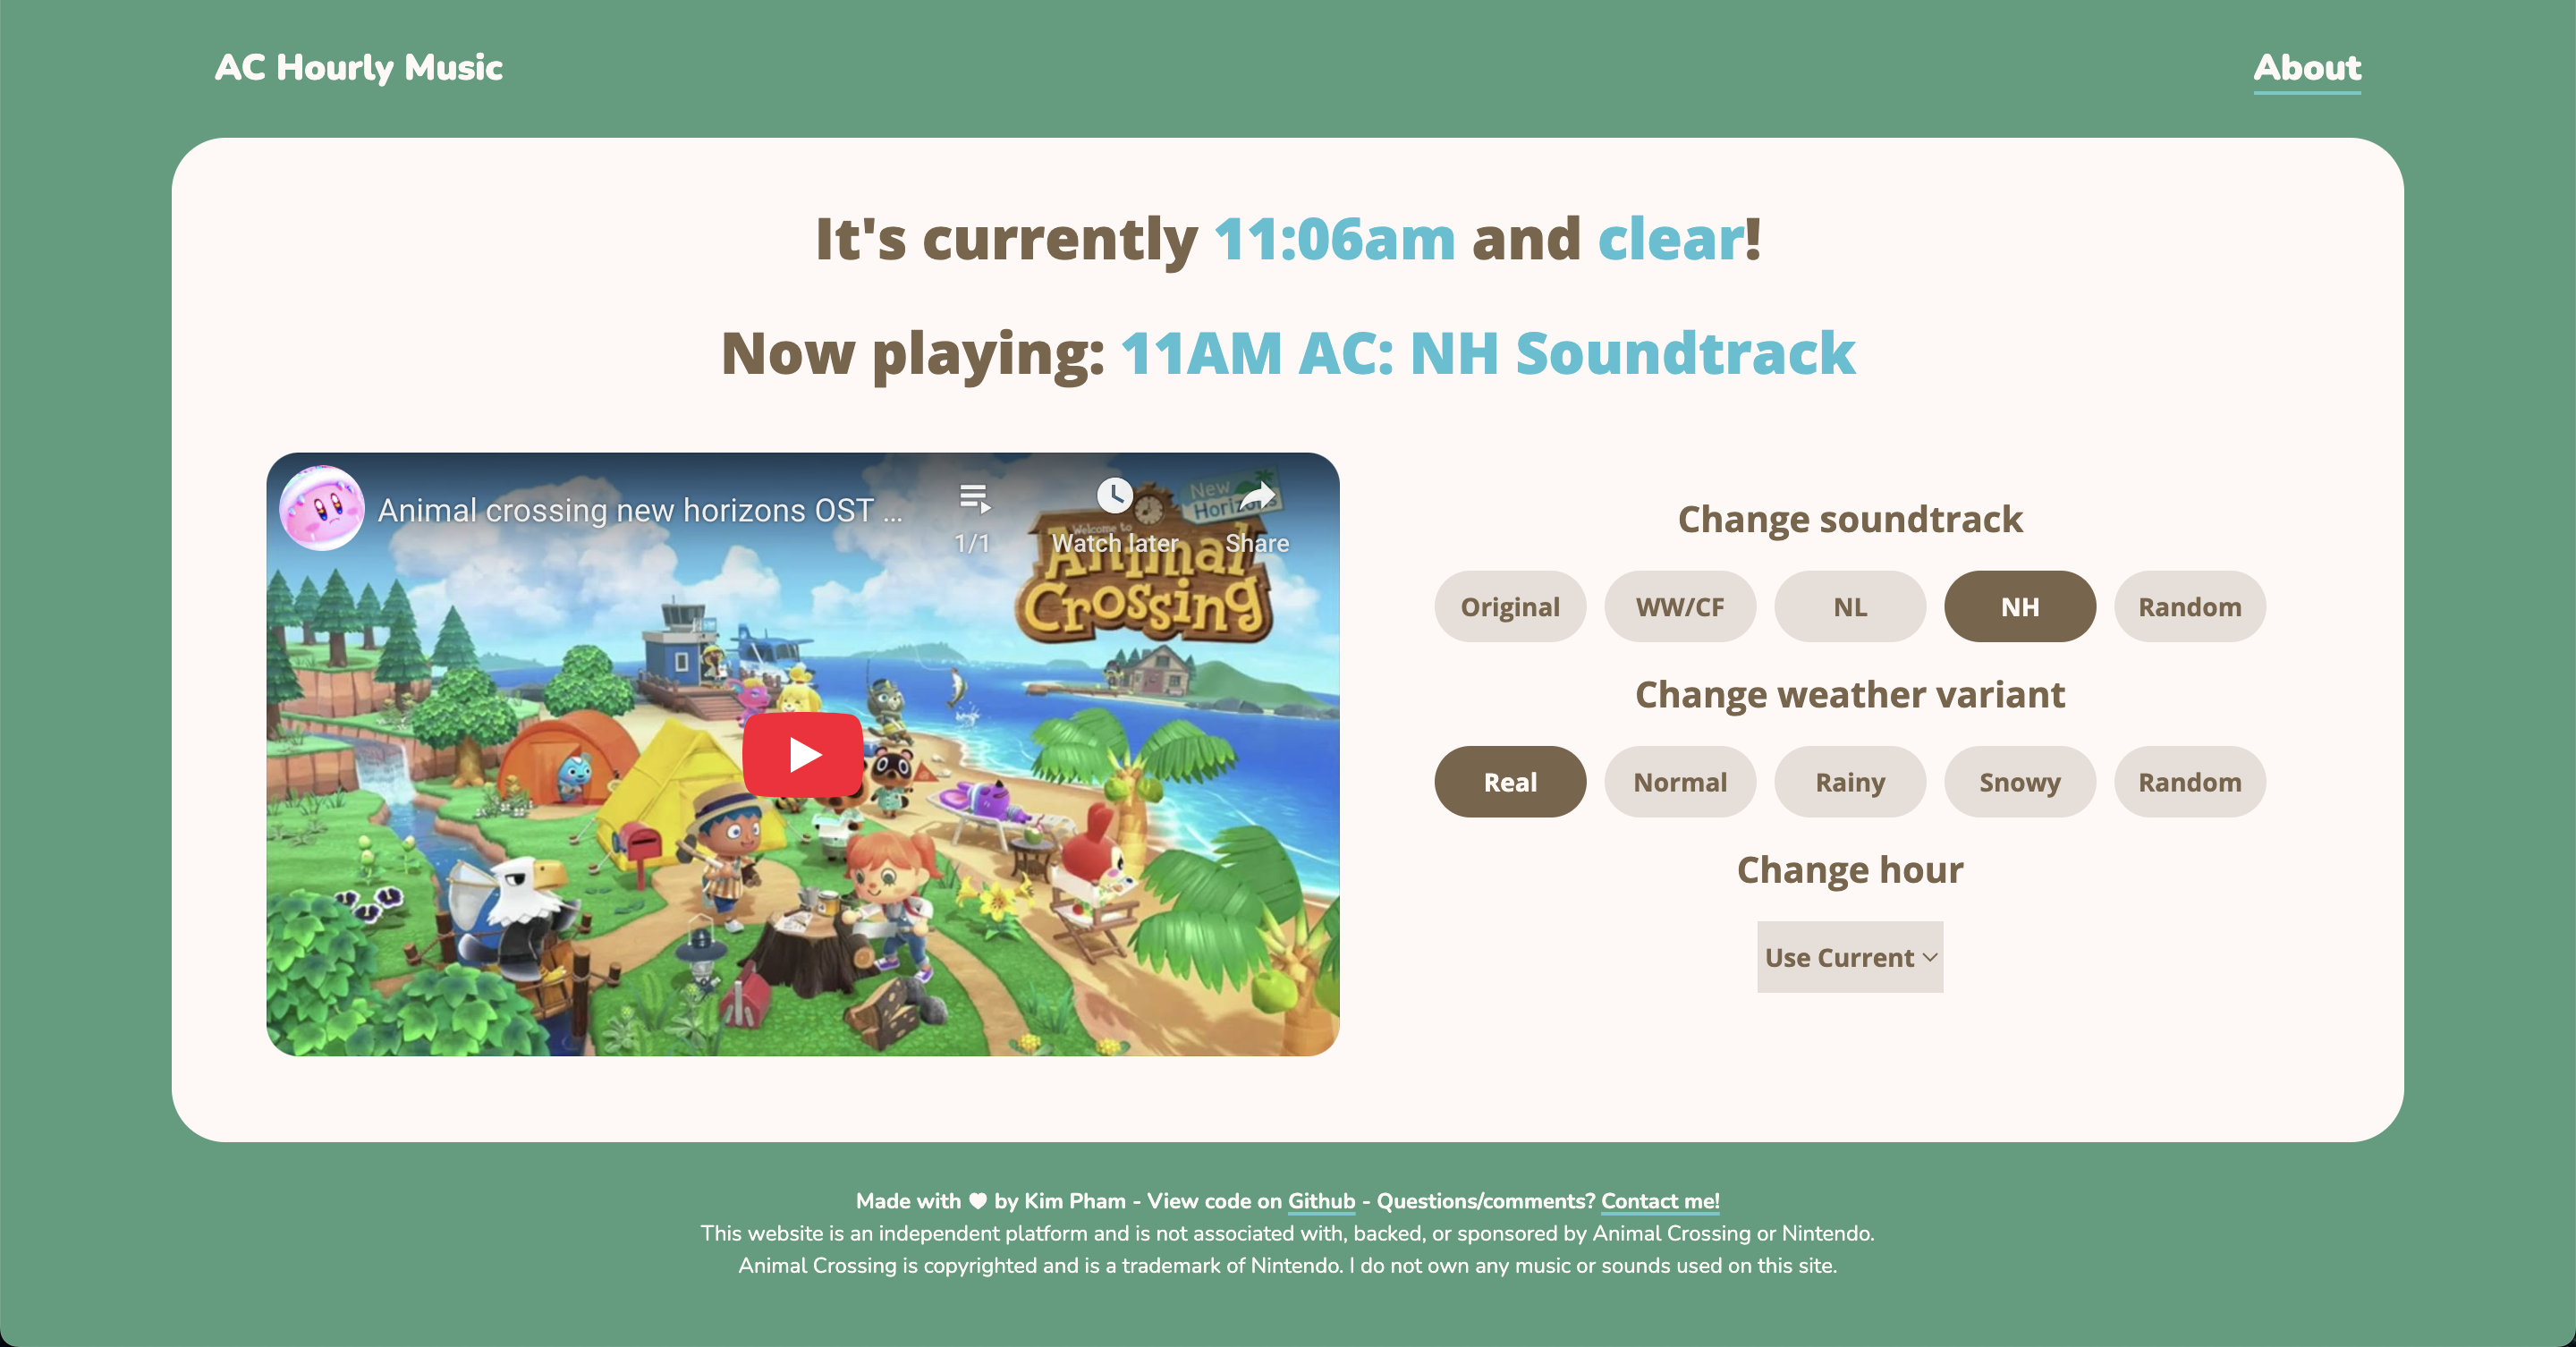 AC Hourly Music
About
It's currently 11:06am and clear!
Now playing: 11AM AC: NH Soundtrack
Animal crossing new horizons OST ...
1/1
Watch later
Share
New
Horizons
Welcome to
Animal
Crossing
Change soundtrack
Original WW/CF NL NH Random
Change weather variant
Real Normal Rainy Snowy Random
Change hour
Use Current
Made with ♥ by Kim Pham - View code on Github - Questions/comments? Contact me!
This website is an independent platform and is not associated with, backed, or sponsored by Animal Crossing or Nintendo.
Animal Crossing is copyrighted and is a trademark of Nintendo. I do not own any music or sounds used on this site.